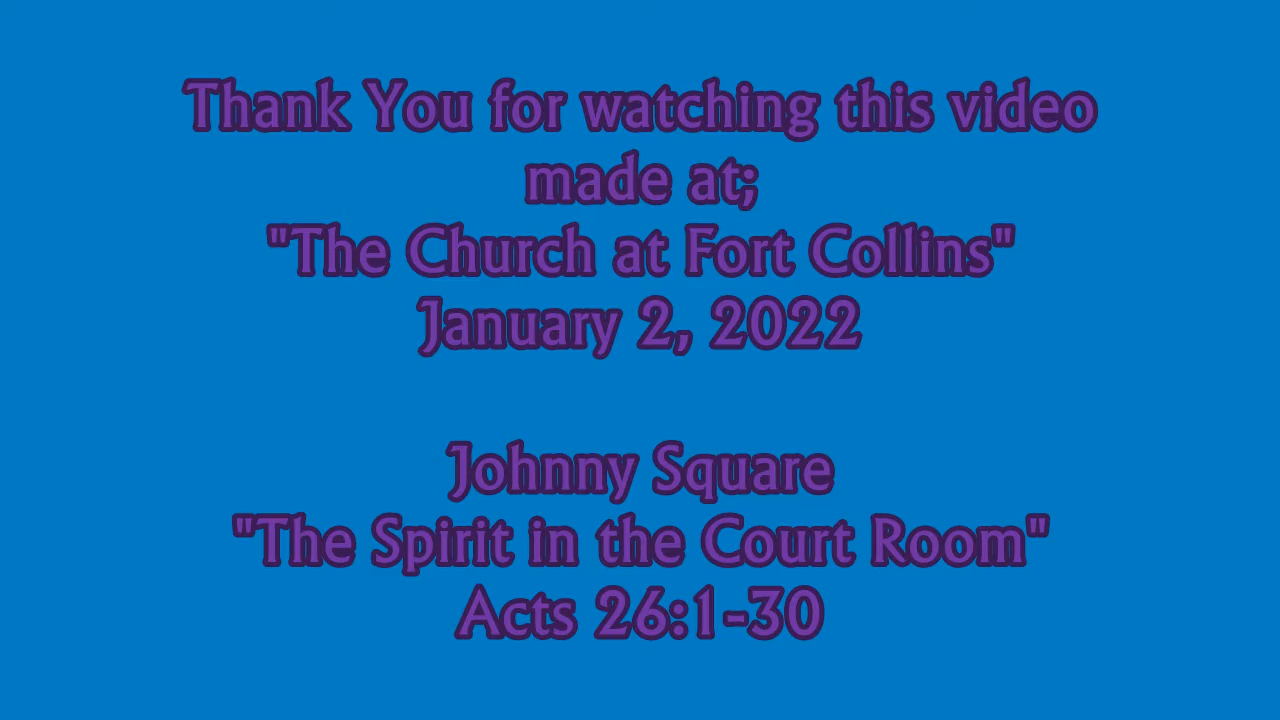 Thank You for watching this video
made at;
"The Church at Fort Collins"
January 2, 2022
Johnny Square
"The Spirit in the Court Room"
Acts 26:1-30